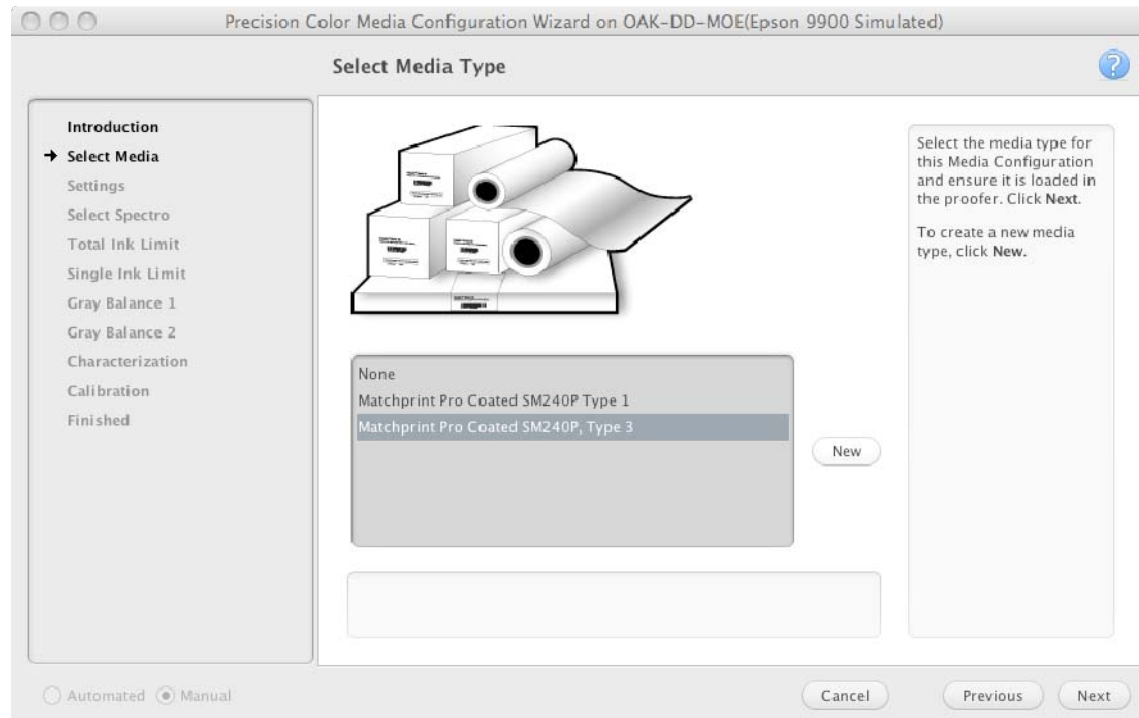 Precision Color Media Configuration Wizard on OAK-DD-MOE(Epson 9900 Simulated)
Select Media Type
?
Introduction
Select Media
Settings
Select Spectro
Total Ink Limit
Single Ink Limit
Gray Balance 1
Gray Balance 2
Characterization
Calibration
Finished
None
Matchprint Pro Coated SM240P Type 1
Matchprint Pro Coated SM240P, Type 3
New
Select the media type for
this Media Configuration
and ensure it is loaded in
the proofer. Click Next.
To create a new media
type, click New.
Automated
Manual
Cancel
Previous
Next